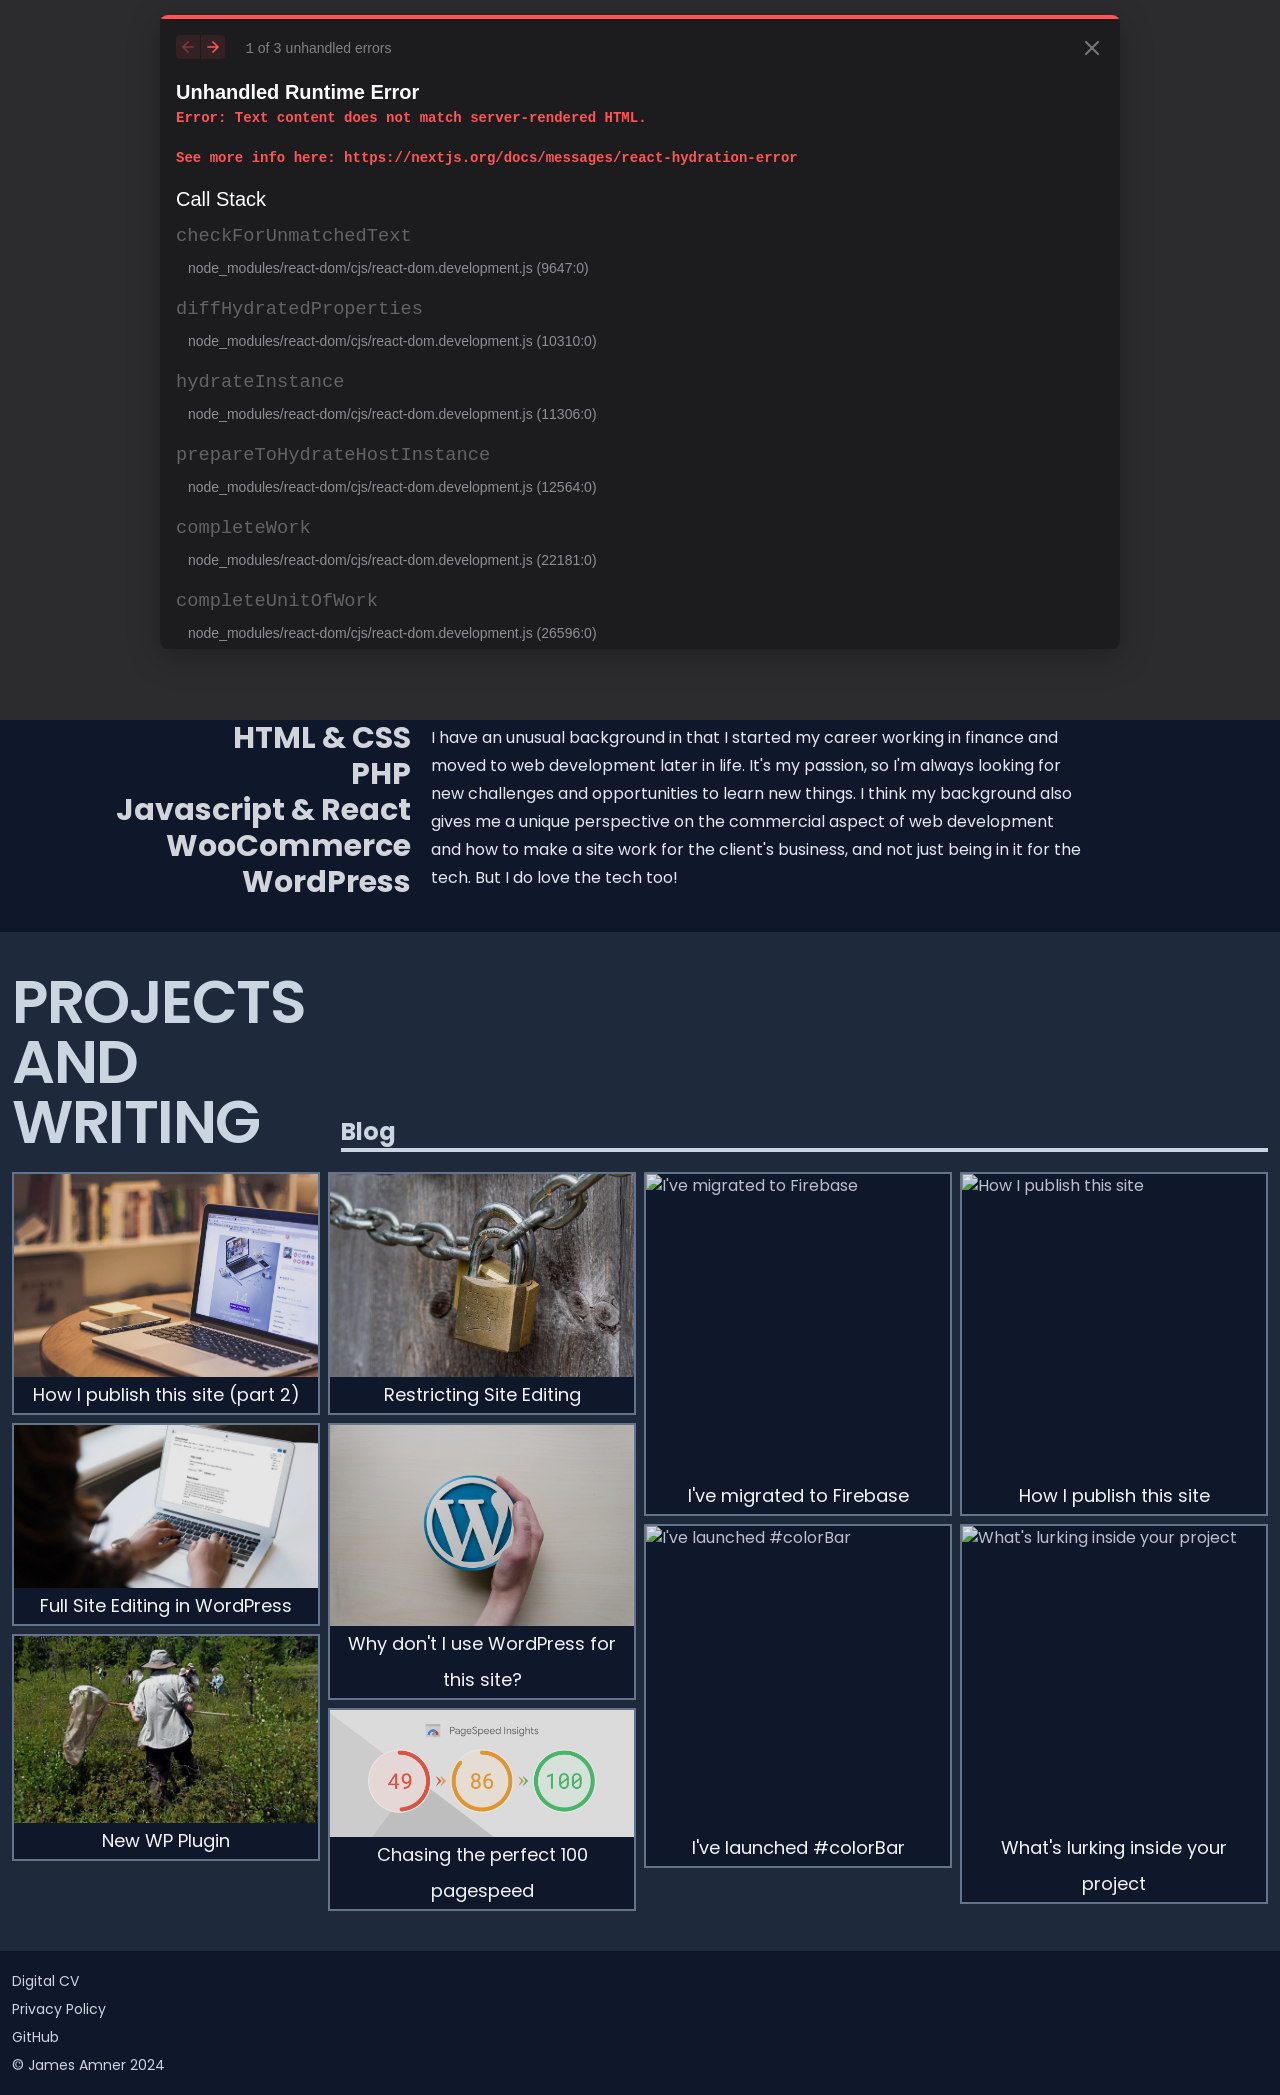 1 of 3 unhandled errors
Unhandled Runtime Error
Error: Text content does not match server-rendered HTML.
See more info here: https://nextjs.org/docs/messages/react-hydration-error
Call Stack
checkForUnmatchedText
node_modules/react-dom/cjs/react-dom.development.js (9647:0)
diffHydratedProperties
node_modules/react-dom/cjs/react-dom.development.js (10310:0)
hydrateInstance
node_modules/react-dom/cjs/react-dom.development.js (11306:0)
prepareToHydrateHostInstance
node_modules/react-dom/cjs/react-dom.development.js (12564:0)
completeWork
node_modules/react-dom/cjs/react-dom.development.js (22181:0)
completeUnitOfWork
node_modules/react-dom/cjs/react-dom.development.js (26596:0)
HTML & CSS
PHP
Javascript & React
WooCommerce
WordPress
I have an unusual background in that I started my career working in finance and
moved to web development later in life. It's my passion, so I'm always looking for
new challenges and opportunities to learn new things. I think my background also
gives me a unique perspective on the commercial aspect of web development
and how to make a site work for the client's business, and not just being in it for the
tech. But I do love the tech too!
PROJECTS
AND
WRITING
Blog
How I publish this site (part 2)
Full Site Editing in WordPress
New WP Plugin
Restricting Site Editing
Why don't I use WordPress for
this site?
PageSpeed Insights
49 » 86 » 100
Chasing the perfect 100
pagespeed
I've migrated to Firebase
I've migrated to Firebase
I've launched #colorBar
I've launched #colorBar
How I publish this site
How I publish this site
What's lurking inside your project
What's lurking inside your
project
Digital CV
Privacy Policy
GitHub
© James Amner 2024